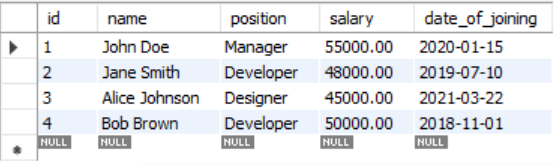 id name position salary date_of_joining
1 John Doe Manager 55000.00 2020-01-15
2 Jane Smith Developer 48000.00 2019-07-10
3 Alice Johnson Designer 45000.00 2021-03-22
4 Bob Brown Developer 50000.00 2018-11-01
NULL NULL NULL NULL NULL